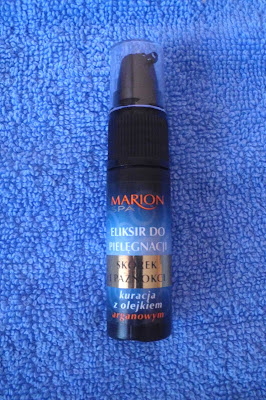 MARION
SPA
ELIKSIR DO
PIELĘGNACJI
SKÓREK
I PAZNOKCI
kuracja
z olejkiem
arganowym